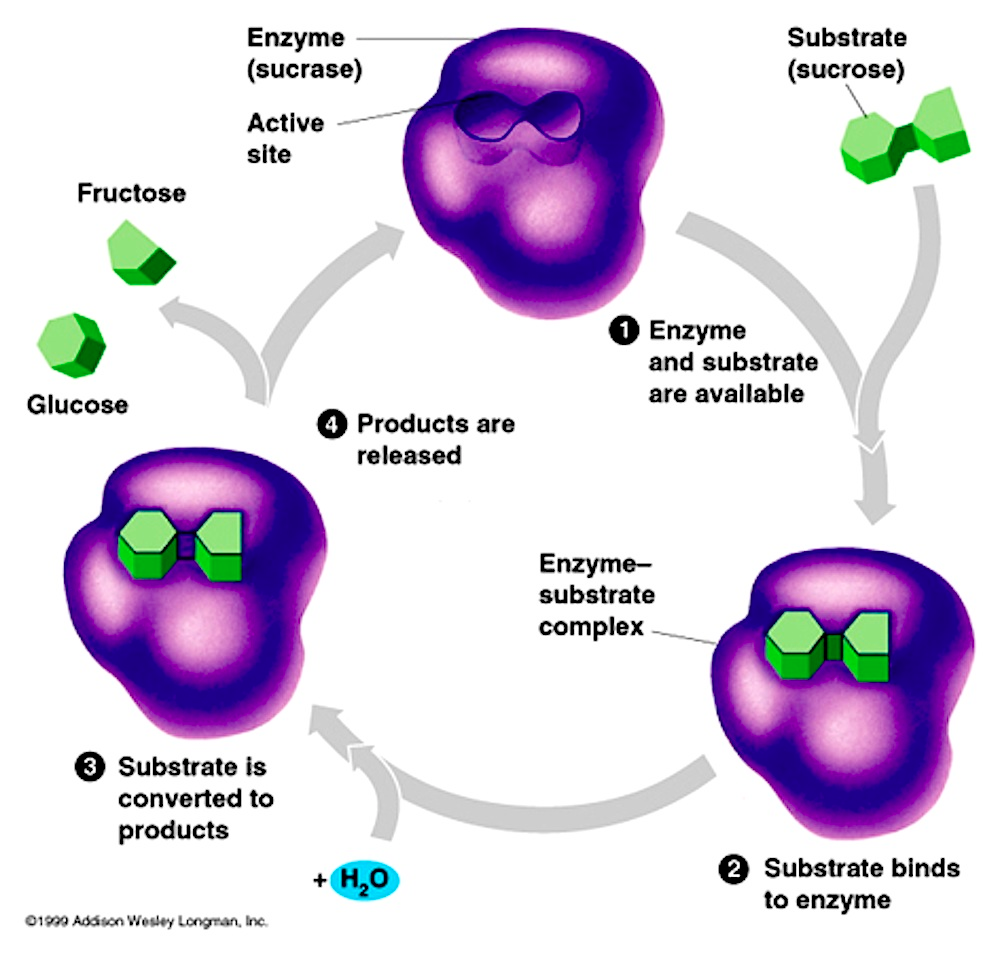 Enzyme
(sucrase)
Active
site
Substrate
(sucrose)
Fructose
Glucose
1 Enzyme
and substrate
are available
4 Products are
released
Enzyme–
substrate
complex
3 Substrate is
converted to
products
+ H₂O
2 Substrate binds
to enzyme
©1999 Addison Wesley Longman, Inc.